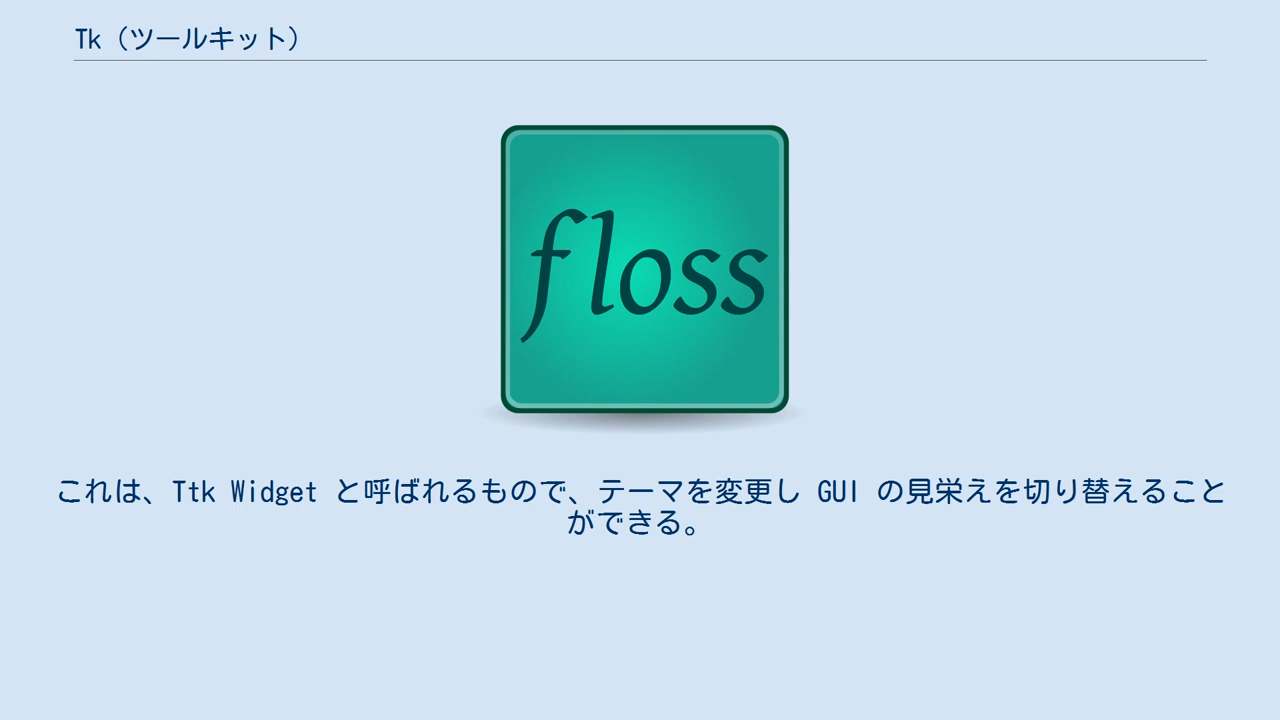 Tk（ツールキット）
floss
これは、Ttk Widget と呼ばれるもので、テーマを変更し GUI の見栄えを切り替えること
ができる。